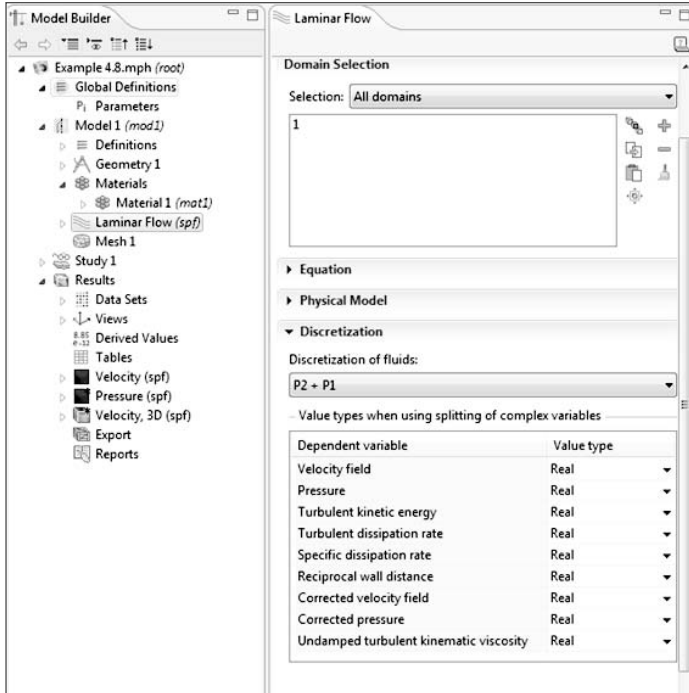 Model Builder
Example 4.8.mph (root)
Global Definitions
Pi Parameters
Model 1 (mod1)
Definitions
Geometry 1
Materials
Material 1 (mat1)
Laminar Flow (spf)
Mesh 1
Study 1
Results
Data Sets
Views
8.85
e-12
Derived Values
Tables
Velocity (spf)
Pressure (spf)
Velocity, 3D (spf)
Export
Reports
Laminar Flow
Domain Selection
Selection: All domains
1
Equation
Physical Model
Discretization
Discretization of fluids:
P2 + P1
Value types when using splitting of complex variables
Dependent variable Value type
Velocity field Real
Pressure Real
Turbulent kinetic energy Real
Turbulent dissipation rate Real
Specific dissipation rate Real
Reciprocal wall distance Real
Corrected velocity field Real
Corrected pressure Real
Undamped turbulent kinematic viscosity Real